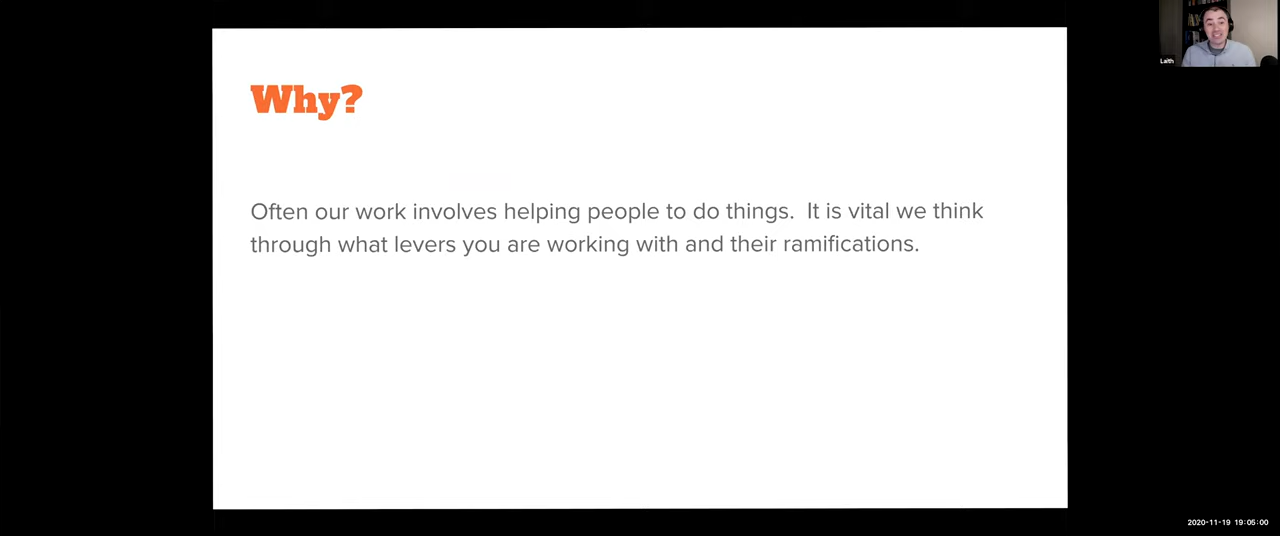 Laith
Why?
Often our work involves helping people to do things.  It is vital we think
through what levers you are working with and their ramifications.
2020-11-19 19:05:00